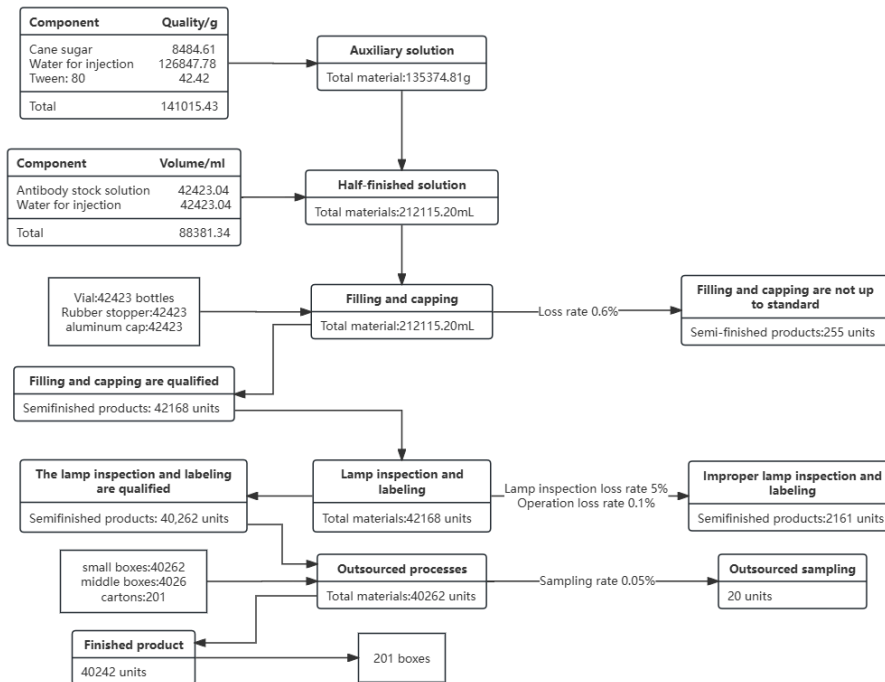 Component Quality/g
Cane sugar 8484.61
Water for injection 126847.78
Tween: 80 42.42
Total 141015.43
Auxiliary solution
Total material:135374.81g
Component Volume/ml
Antibody stock solution 42423.04
Water for injection 42423.04
Total 88381.34
Half-finished solution
Total materials:212115.20mL
Vial:42423 bottles
Rubber stopper:42423
aluminum cap:42423
Filling and capping
Total material:212115.20mL
Loss rate 0.6%
Filling and capping are not up
to standard
Semi-finished products:255 units
Filling and capping are qualified
Semifinished products: 42168 units
The lamp inspection and labeling
are qualified
Semifinished products: 40,262 units
Lamp inspection and
labeling
Total materials:42168 units
Lamp inspection loss rate 5%
Operation loss rate 0.1%
Improper lamp inspection and
labeling
Semifinished products:2161 units
small boxes:40262
middle boxes:4026
cartons:201
Outsourced processes
Total materials:40262 units
Sampling rate 0.05%
Outsourced sampling
20 units
Finished product
40242 units
201 boxes